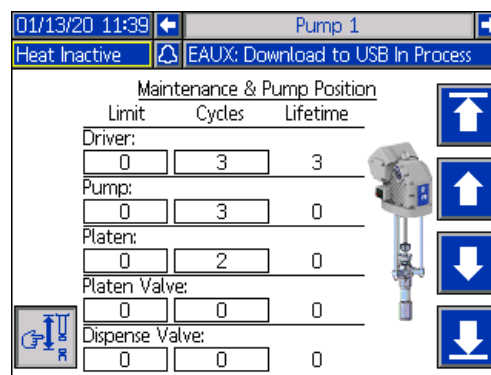 01/13/20 11:39 Pump 1
Heat Inactive EAUX: Download to USB In Process
Maintenance & Pump Position
Limit Cycles Lifetime
Driver:
0 3 3
Pump:
0 3 0
Platen:
0 2 0
Platen Valve:
0 0 0
Dispense Valve:
0 0 0